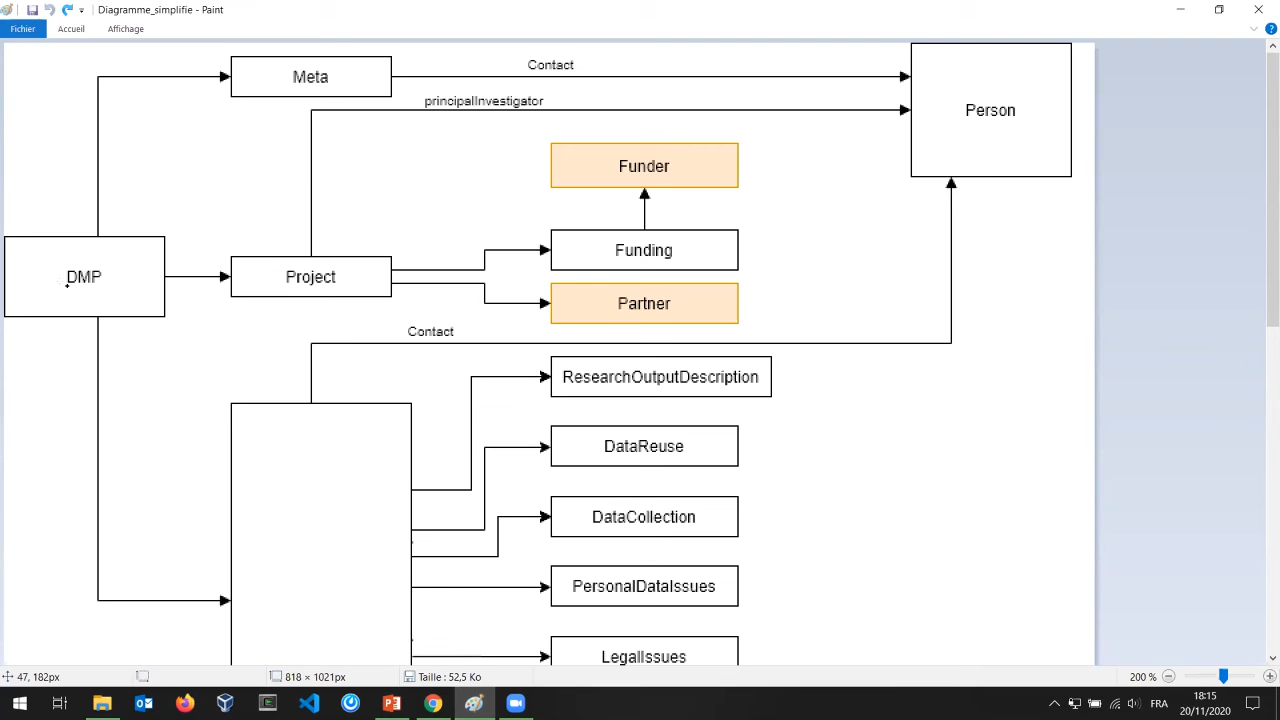 Diagramme_simplifie - Paint
Fichier
Accueil
Affichage
Meta
Contact
Person
principalInvestigator
Funder
Funding
DMP
Project
Partner
Contact
ResearchOutputDescription
DataReuse
DataCollection
PersonalDataIssues
LegalIssues
47, 182px
818 × 1021px
Taille : 52,5 Ko
200 %
FRA
18:15
20/11/2020